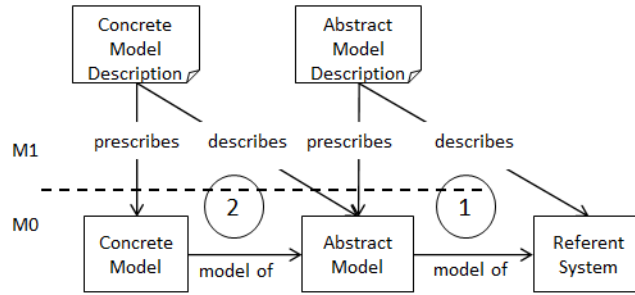 Concrete
Model
Description
Abstract
Model
Description
prescribes
describes
prescribes
describes
M1
M0
2
1
Concrete
Model
model of
Abstract
Model
model of
Referent
System